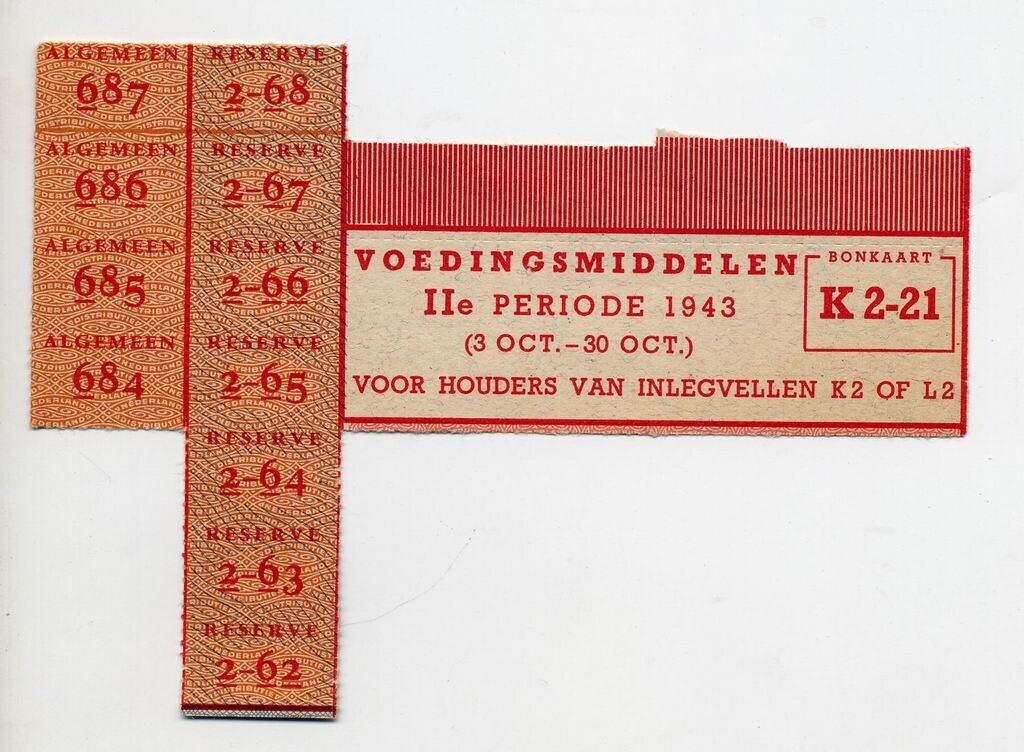 ALGEMEEN
687
ALGEMEEN
686
ALGEMEEN
685
ALGEMEEN
684
RESERVE
2-68
RESERVE
2-67
RESERVE
2-66
RESERVE
2-65
RESERVE
2-64
RESERVE
2-63
RESERVE
2-62
VOEDINGSMIDDELEN
IIe PERIODE 1943
(3 OCT.-30 OCT.)
VOOR HOUDERS VAN INLEGVELLEN K2 OF L2
BONKAART
K 2-21